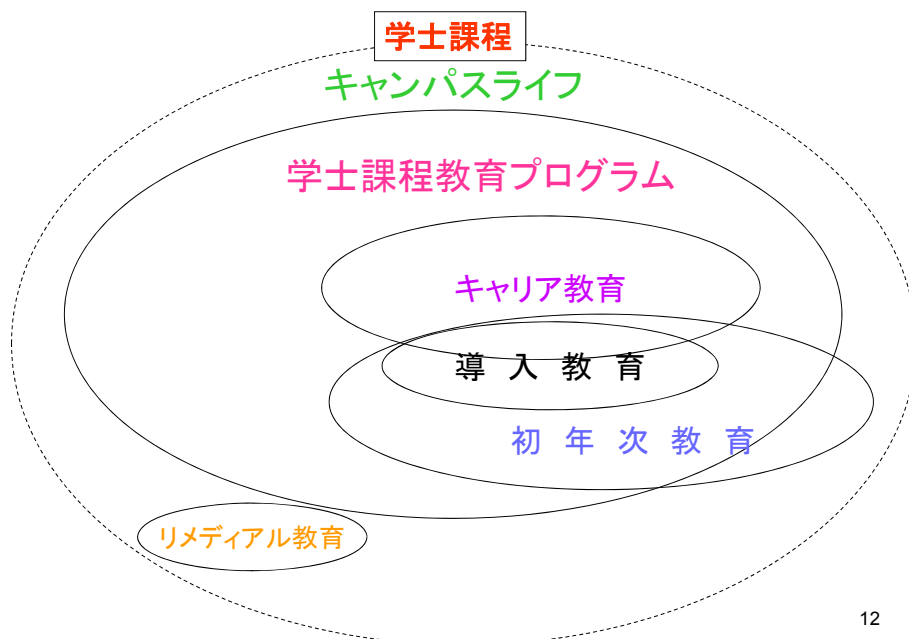 学士課程
キャンパスライフ
学士課程教育プログラム
キャリア教育
導 入 教 育
初 年 次 教 育
リメディアル教育
12